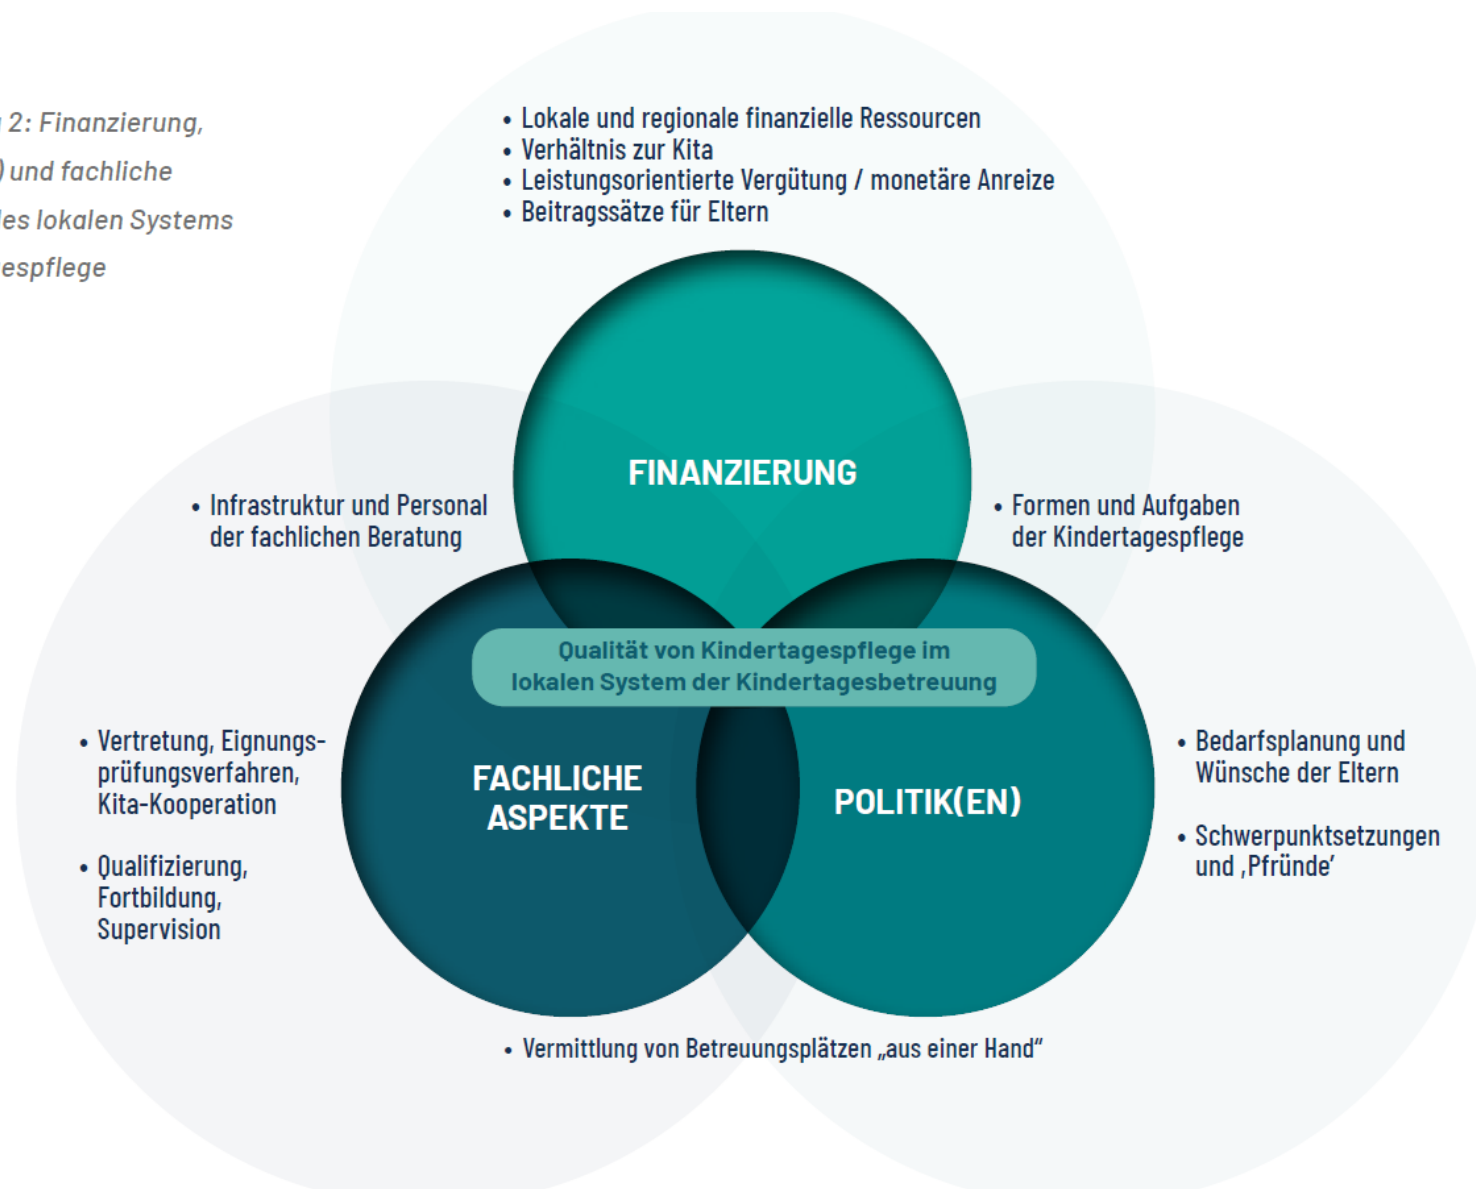 2: Finanzierung,
) und fachliche
des lokalen Systems
espflege
• Lokale und regionale finanzielle Ressourcen
• Verhältnis zur Kita
• Leistungsorientierte Vergütung / monetäre Anreize
• Beitragssätze für Eltern
FINANZIERUNG
• Infrastruktur und Personal
der fachlichen Beratung
• Formen und Aufgaben
der Kindertagespflege
Qualität von Kindertagespflege im
lokalen System der Kindertagesbetreuung
• Vertretung, Eignungs-
prüfungsverfahren,
Kita-Kooperation
• Qualifizierung,
Fortbildung,
Supervision
FACHLICHE
ASPEKTE
POLITIK(EN)
• Bedarfsplanung und
Wünsche der Eltern
• Schwerpunktsetzungen
und ‚Pfründe’
• Vermittlung von Betreuungsplätzen „aus einer Hand“